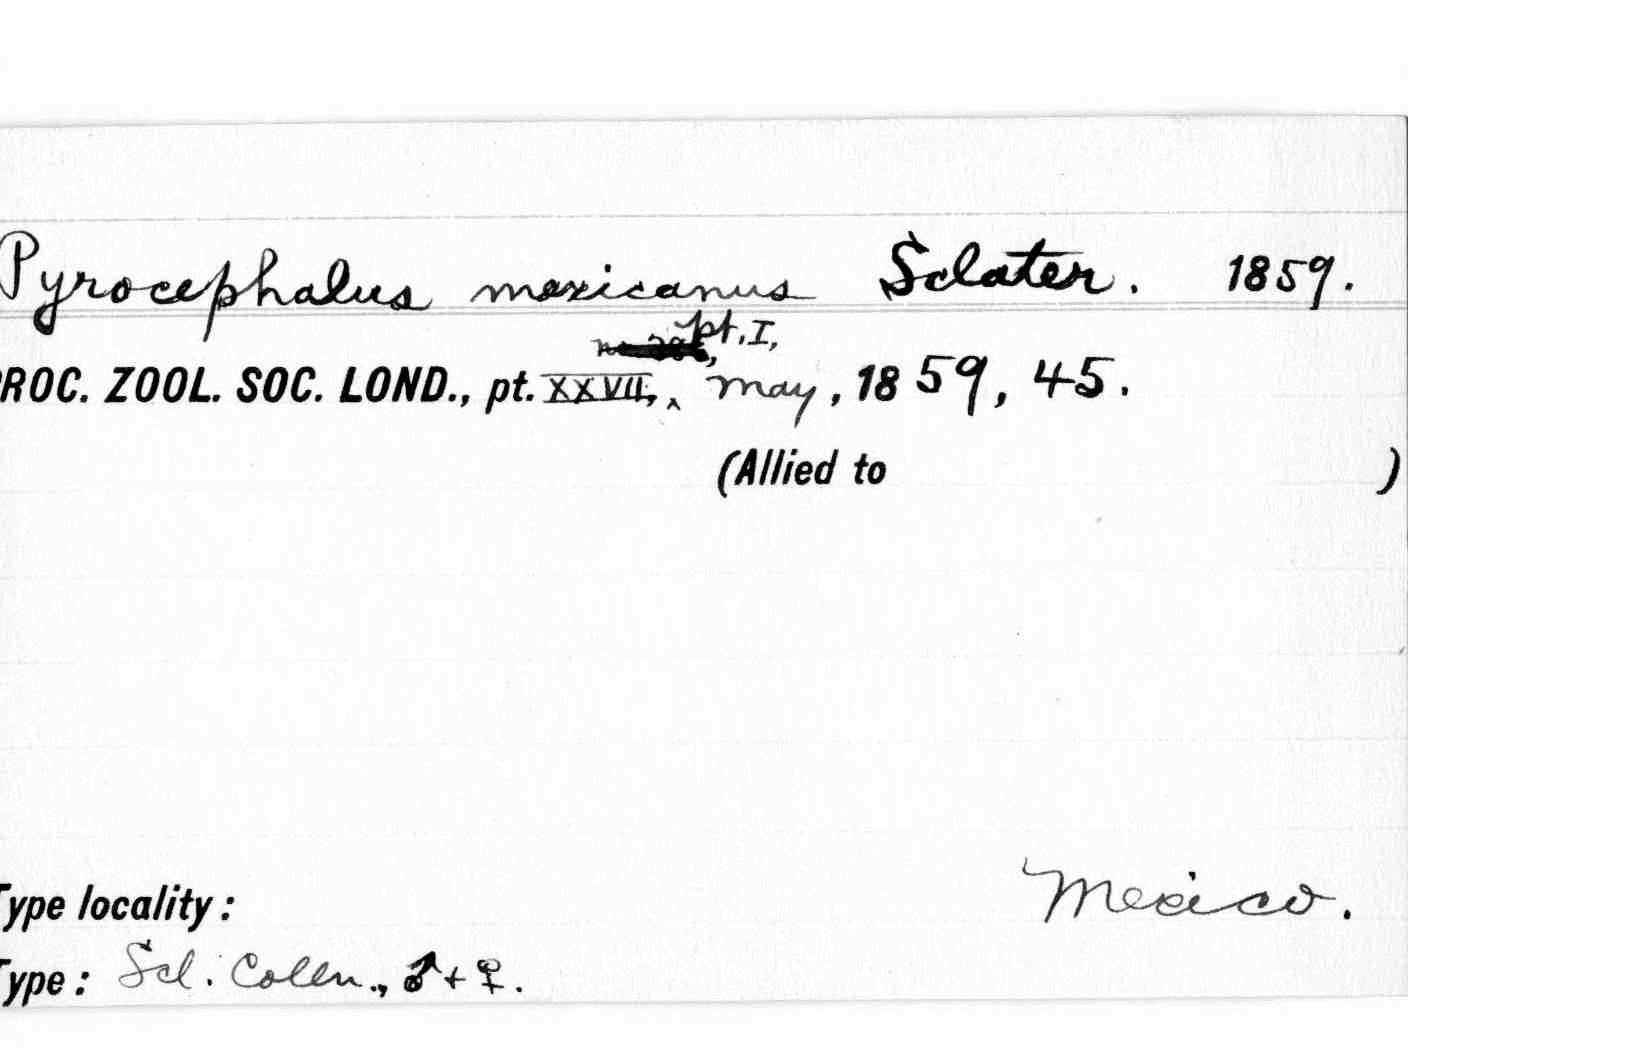 Pyrocephalus mexicanus Sclater. 1859.
pt. I,
ROC. ZOOL. SOC. LOND., pt. XXVII, ‸ May, 1859, 45.
(Allied to )
Type locality: Mexico.
Type: Scl. Colln., ♂ + ♀.